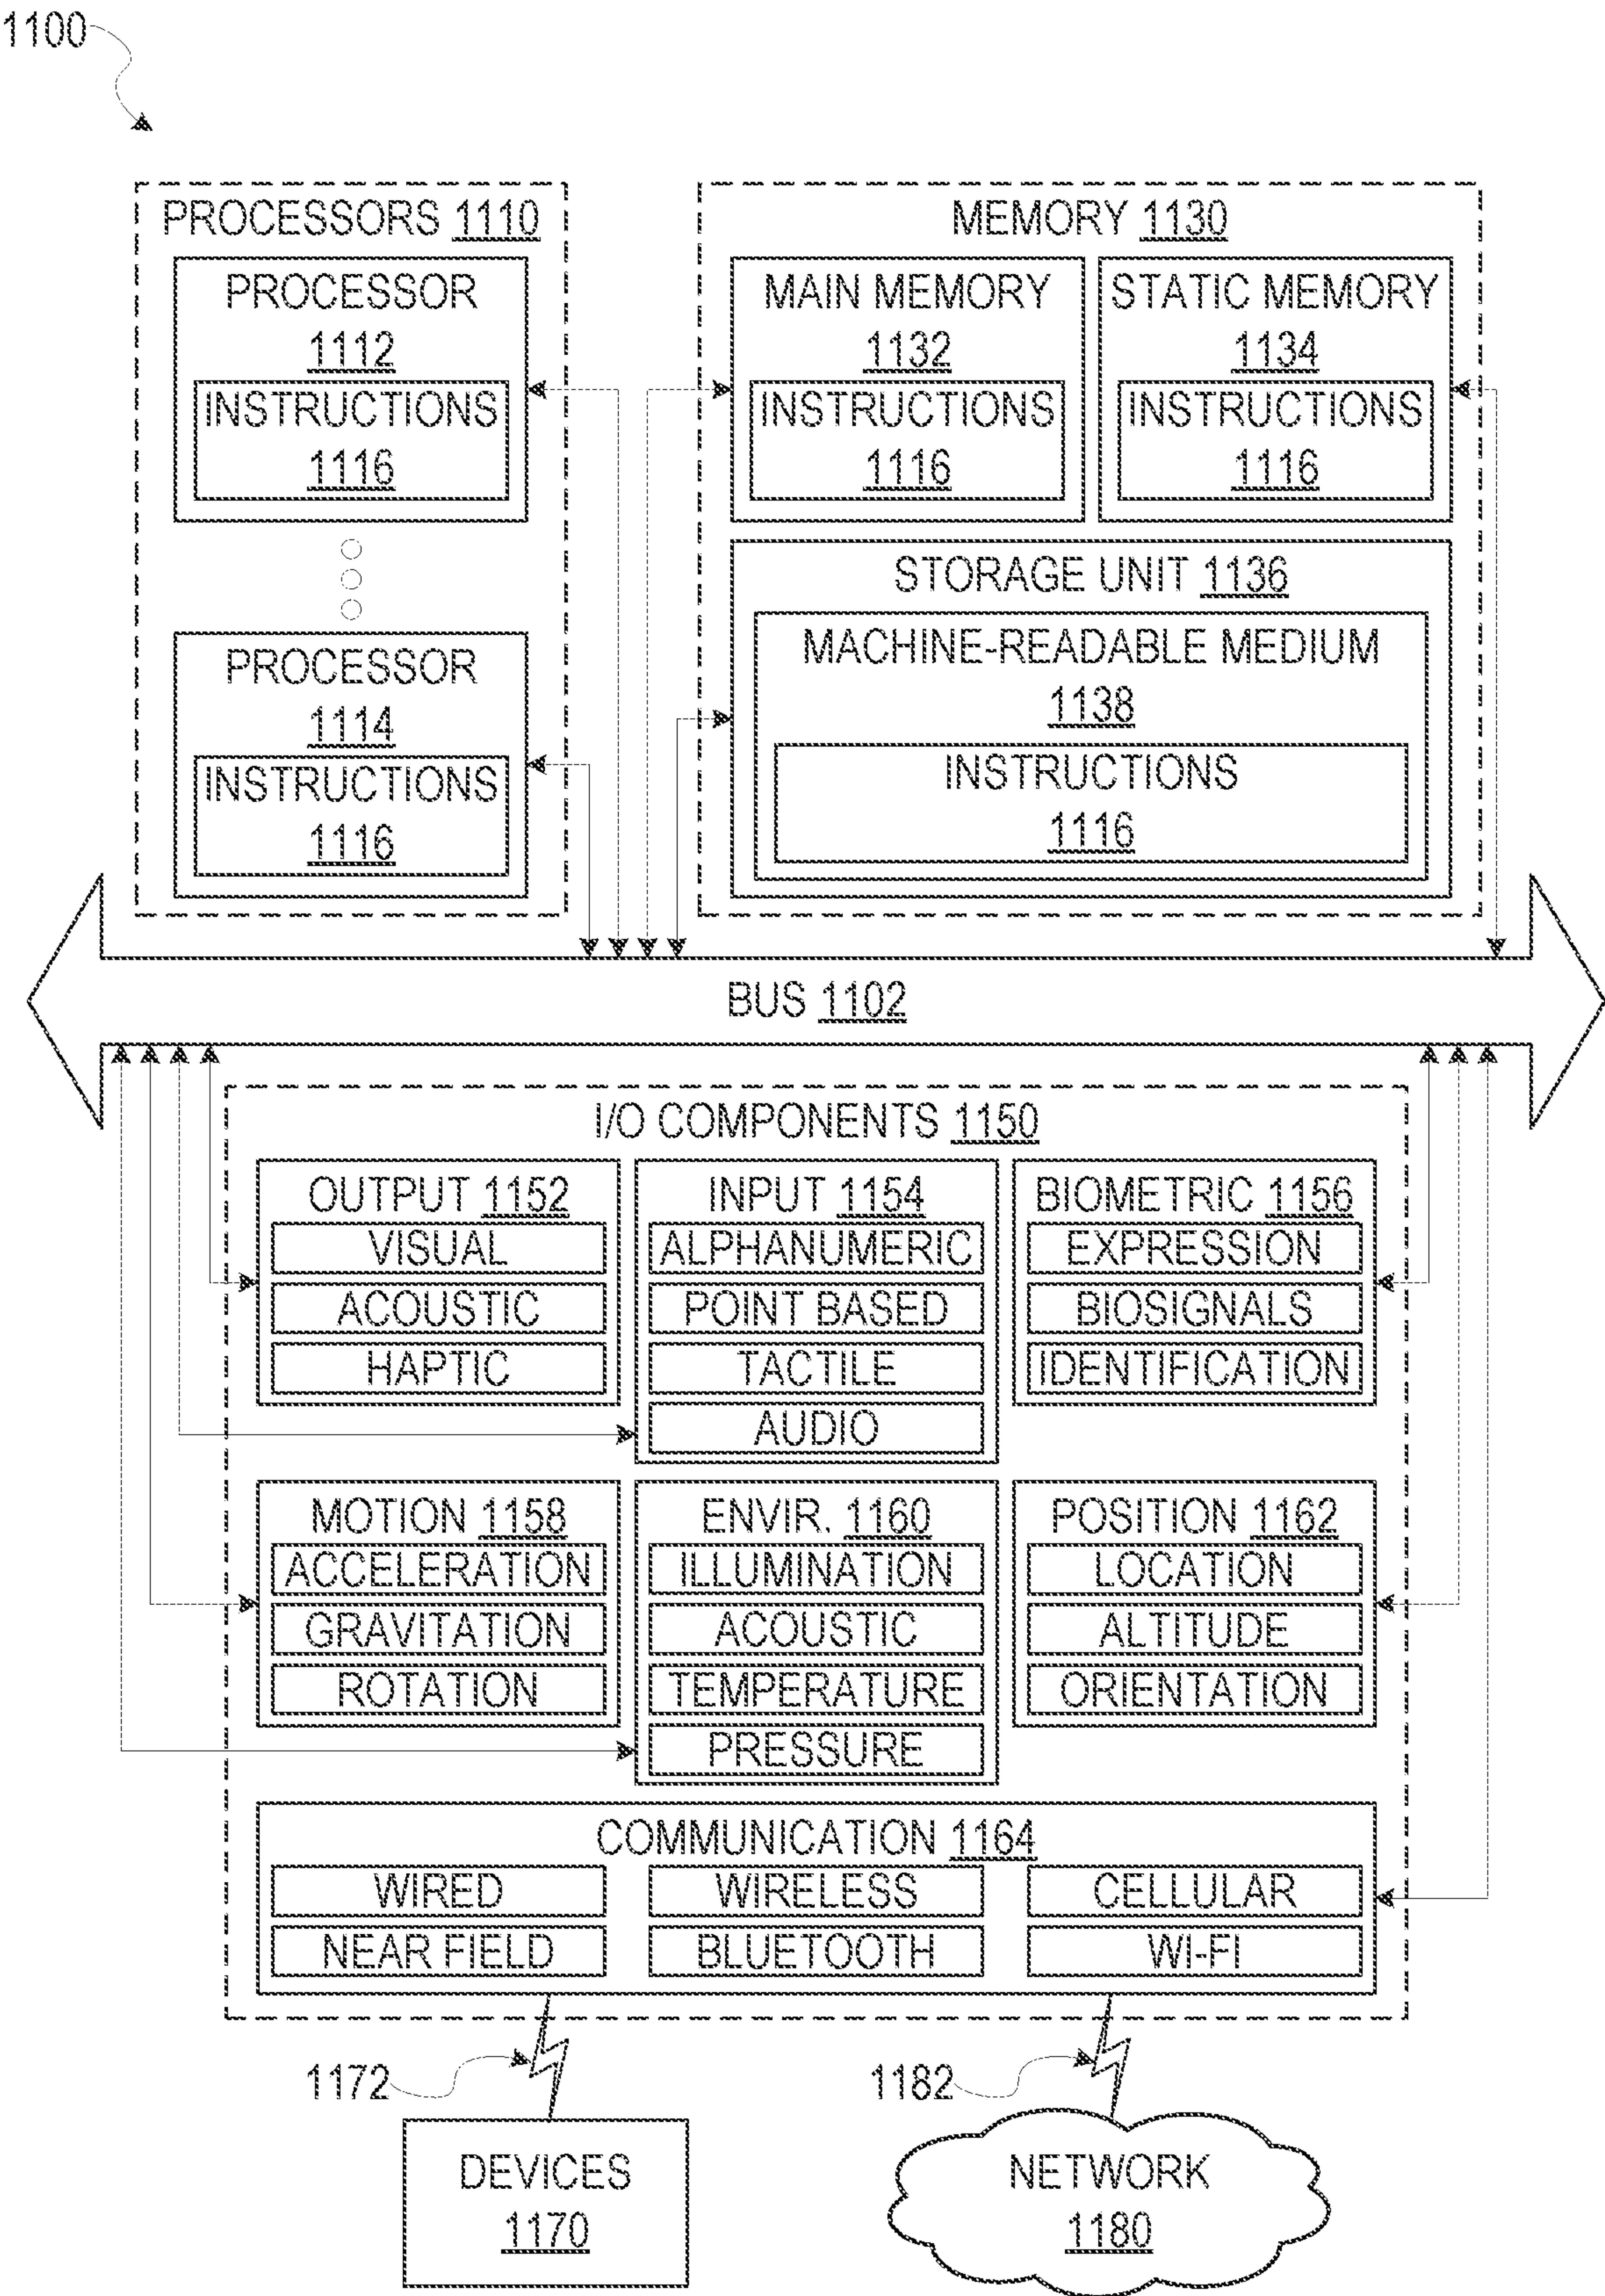 1100
PROCESSORS 1110
PROCESSOR
1112
INSTRUCTIONS
1116
PROCESSOR
1114
INSTRUCTIONS
1116
MEMORY 1130
MAIN MEMORY
1132
INSTRUCTIONS
1116
STATIC MEMORY
1134
INSTRUCTIONS
1116
STORAGE UNIT 1136
MACHINE-READABLE MEDIUM
1138
INSTRUCTIONS
1116
BUS 1102
I/O COMPONENTS 1150
OUTPUT 1152
VISUAL
ACOUSTIC
HAPTIC
INPUT 1154
ALPHANUMERIC
POINT BASED
TACTILE
AUDIO
BIOMETRIC 1156
EXPRESSION
BIOSIGNALS
IDENTIFICATION
MOTION 1158
ACCELERATION
GRAVITATION
ROTATION
ENVIR. 1160
ILLUMINATION
ACOUSTIC
TEMPERATURE
PRESSURE
POSITION 1162
LOCATION
ALTITUDE
ORIENTATION
COMMUNICATION 1164
WIRED
WIRELESS
CELLULAR
NEAR FIELD
BLUETOOTH
WI-FI
1172
1182
DEVICES
1170
NETWORK
1180